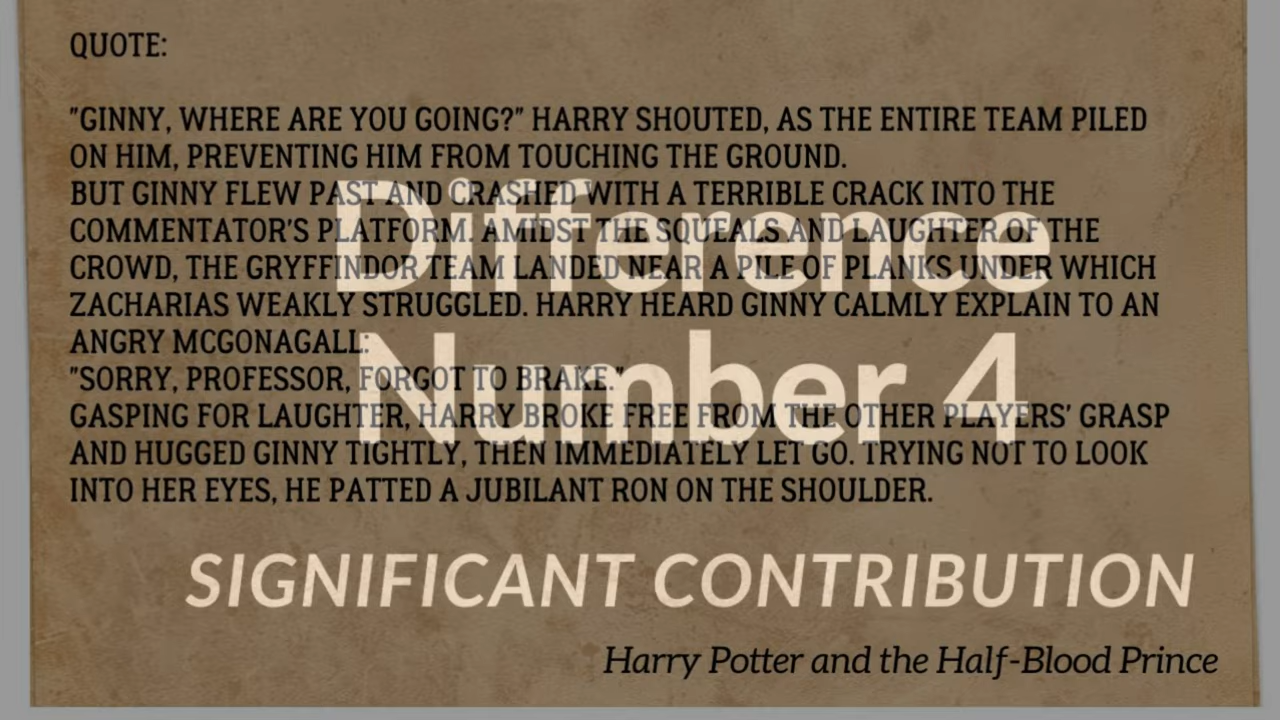 QUOTE:
"GINNY, WHERE ARE YOU GOING?" HARRY SHOUTED, AS THE ENTIRE TEAM PILED
ON HIM, PREVENTING HIM FROM TOUCHING THE GROUND.
BUT GINNY FLEW PAST AND CRASHED WITH A TERRIBLE CRACK INTO THE
COMMENTATOR'S PLATFORM. AMIDST THE SQUEALS AND LAUGHTER OF THE
CROWD, THE GRYFFINDOR TEAM LANDED NEAR A PILE OF PLANKS UNDER WHICH
ZACHARIAS WEAKLY STRUGGLED. HARRY HEARD GINNY CALMLY EXPLAIN TO AN
ANGRY MCGONAGALL:
"SORRY, PROFESSOR, FORGOT TO BRAKE."
GASPING FOR LAUGHTER, HARRY BROKE FREE FROM THE OTHER PLAYERS' GRASP
AND HUGGED GINNY TIGHTLY, THEN IMMEDIATELY LET GO. TRYING NOT TO LOOK
INTO HER EYES, HE PATTED A JUBILANT RON ON THE SHOULDER.
Difference
Number 4
SIGNIFICANT CONTRIBUTION
Harry Potter and the Half-Blood Prince